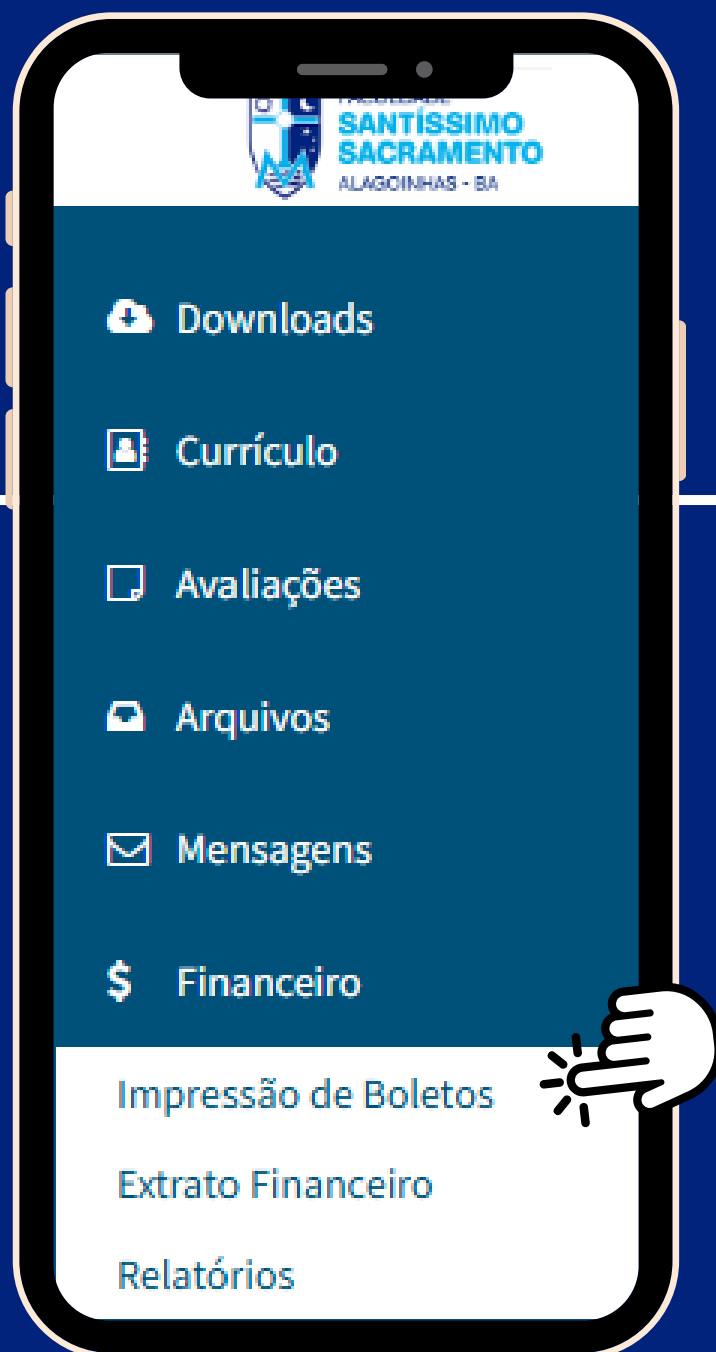 SANTÍSSIMO
SACRAMENTO
ALAGOINHAS - BA
Downloads
Currículo
Avaliações
Arquivos
Mensagens
$ Financeiro
Impressão de Boletos
Extrato Financeiro
Relatórios